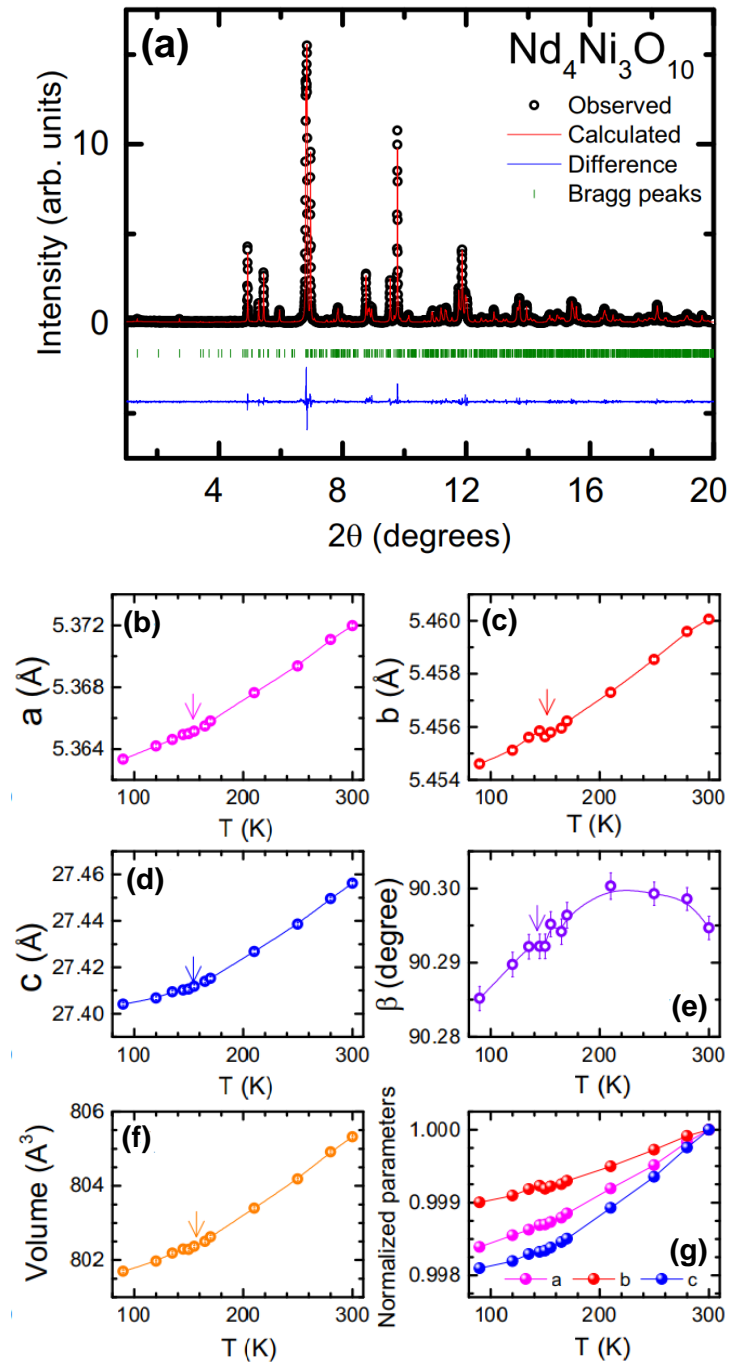 (a)
Nd₄Ni₃O₁₀
Observed
Calculated
Difference
Bragg peaks
Intensity (arb. units)
10
0
4 8 12 16 20
2θ (degrees)
(b)
a (Å)
5.372
5.368
5.364
100 200 300
T (K)
(c)
b (Å)
5.460
5.458
5.456
5.454
100 200 300
T (K)
(d)
c (Å)
27.46
27.44
27.42
27.40
100 200 300
T (K)
(e)
β (degree)
90.30
90.29
90.28
100 200 300
T (K)
(f)
Volume (A³)
806
804
802
100 200 300
T (K)
(g)
Normalized parameters
1.000
0.999
0.998
a b c
100 200 300
T (K)